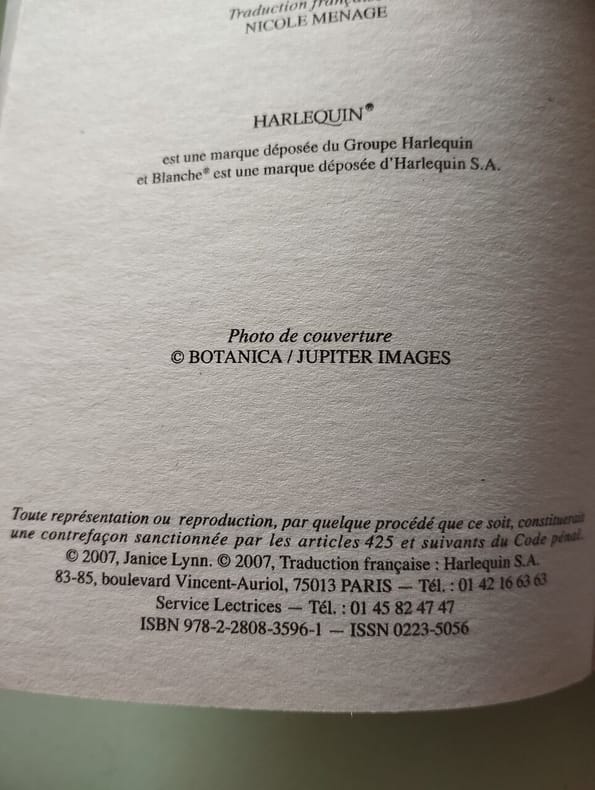 Traduction française
NICOLE MENAGE
HARLEQUIN®
est une marque déposée du Groupe Harlequin
et Blanche® est une marque déposée d'Harlequin S.A.
Photo de couverture
© BOTANICA / JUPITER IMAGES
Toute représentation ou reproduction, par quelque procédé que ce soit, constituerait
une contrefaçon sanctionnée par les articles 425 et suivants du Code pénal.
© 2007, Janice Lynn. © 2007, Traduction française : Harlequin S.A.
83-85, boulevard Vincent-Auriol, 75013 PARIS — Tél. : 01 42 16 63 63
Service Lectrices — Tél. : 01 45 82 47 47
ISBN 978-2-2808-3596-1 — ISSN 0223-5056